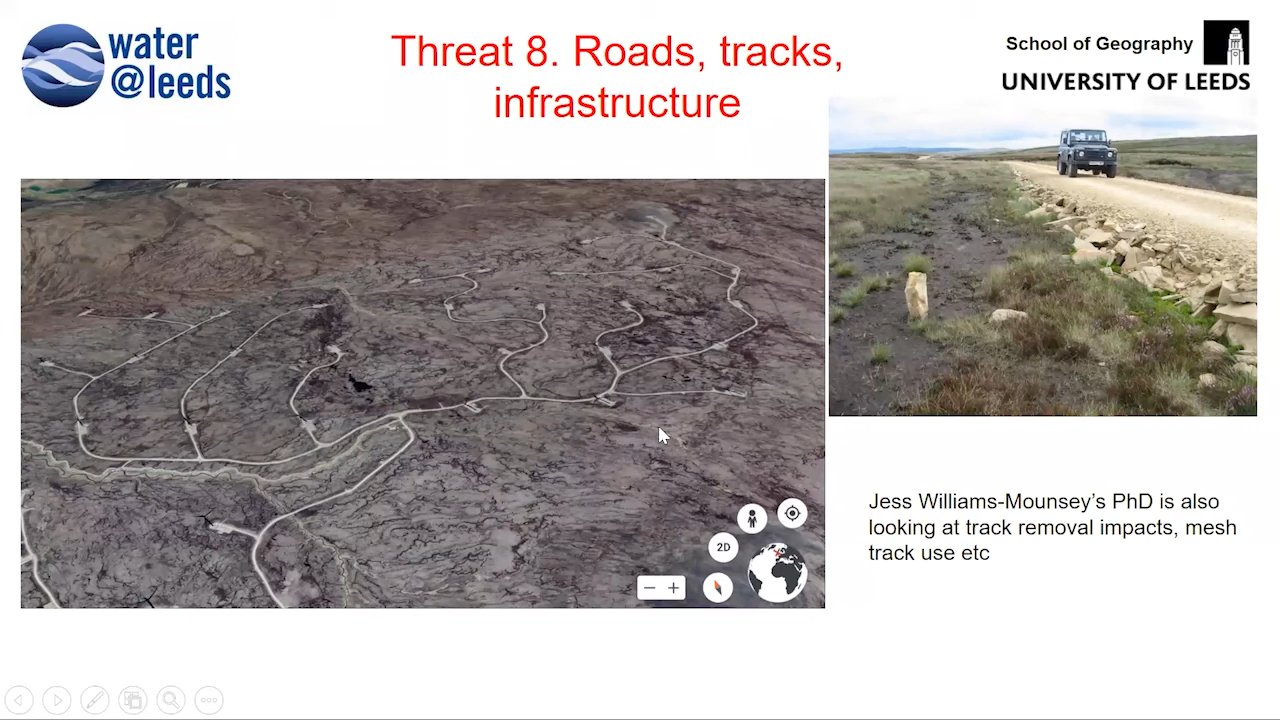 water
@leeds
Threat 8. Roads, tracks,
infrastructure
School of Geography
UNIVERSITY OF LEEDS
2D
Jess Williams-Mounsey's PhD is also
looking at track removal impacts, mesh
track use etc